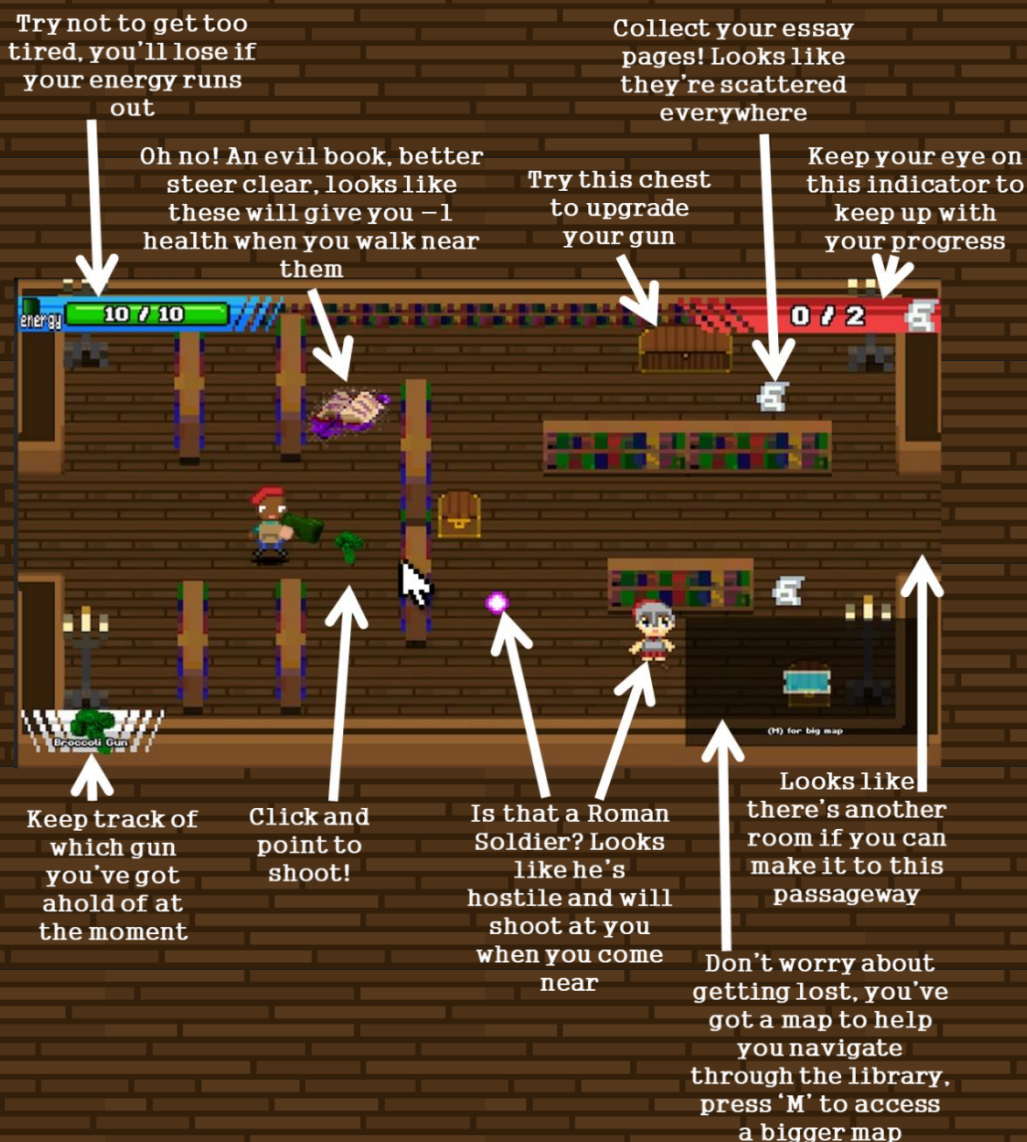 Try not to get too
tired, you'll lose if
your energy runs
out
Collect your essay
pages! Looks like
they're scattered
everywhere
Oh no! An evil book, better
steer clear, looks like
these will give you -1
health when you walk near
them
Try this chest
to upgrade
your gun
Keep your eye on
this indicator to
keep up with
your progress
energy
10 / 10
0 / 2
Broccoli Gun
(M) for big map
Keep track of
which gun
you've got
ahold of at
the moment
Click and
point to
shoot!
Is that a Roman
Soldier? Looks
like he's
hostile and will
shoot at you
when you come
near
Looks like
there's another
room if you can
make it to this
passageway
Don't worry about
getting lost, you've
got a map to help
you navigate
through the library,
press 'M' to access
a bigger map